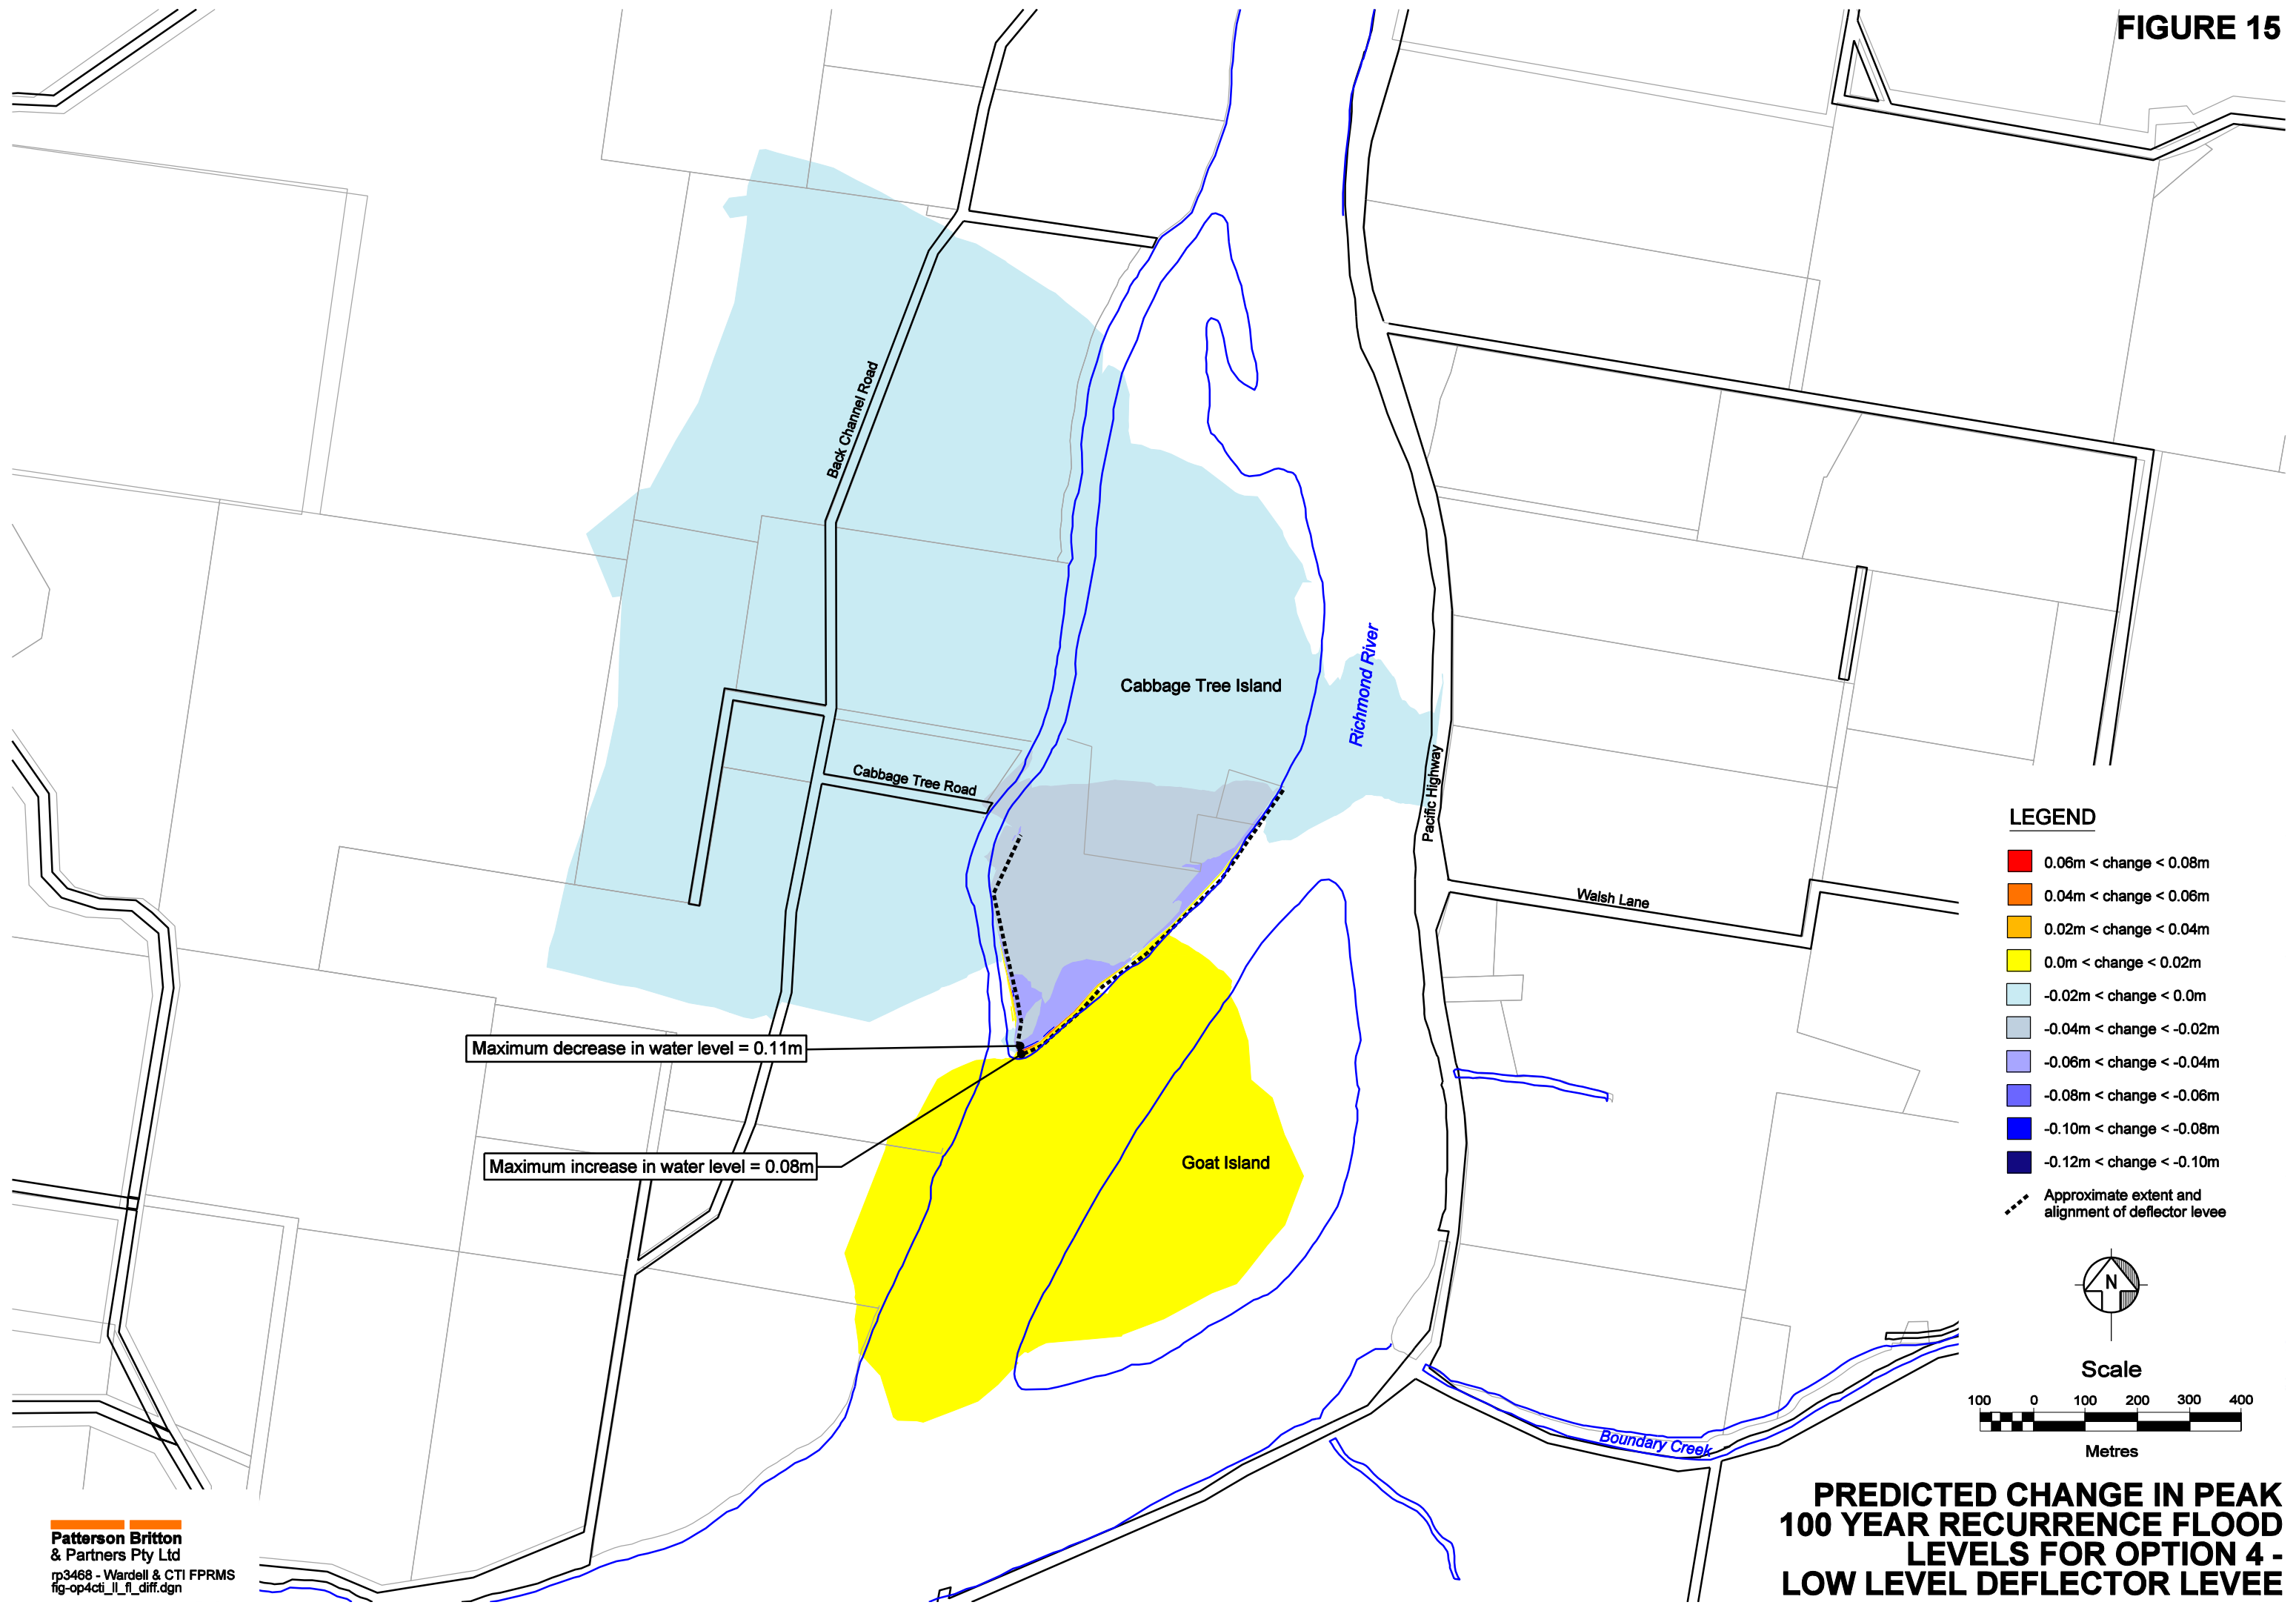 FIGURE 15
Back Channel Road
Cabbage Tree Island
Richmond River
Cabbage Tree Road
Pacific Highway
Walsh Lane
Maximum decrease in water level = 0.11m
Maximum increase in water level = 0.08m
Goat Island
Boundary Creek
LEGEND
0.06m < change < 0.08m
0.04m < change < 0.06m
0.02m < change < 0.04m
0.0m < change < 0.02m
-0.02m < change < 0.0m
-0.04m < change < -0.02m
-0.06m < change < -0.04m
-0.08m < change < -0.06m
-0.10m < change < -0.08m
-0.12m < change < -0.10m
Approximate extent and
alignment of deflector levee
N
Scale
100 0 100 200 300 400
Metres
Patterson Britton
& Partners Pty Ltd
rp3468 - Wardell & CTI FPRMS
fig-op4cti_ll_fl_diff.dgn
PREDICTED CHANGE IN PEAK
100 YEAR RECURRENCE FLOOD
LEVELS FOR OPTION 4 -
LOW LEVEL DEFLECTOR LEVEE